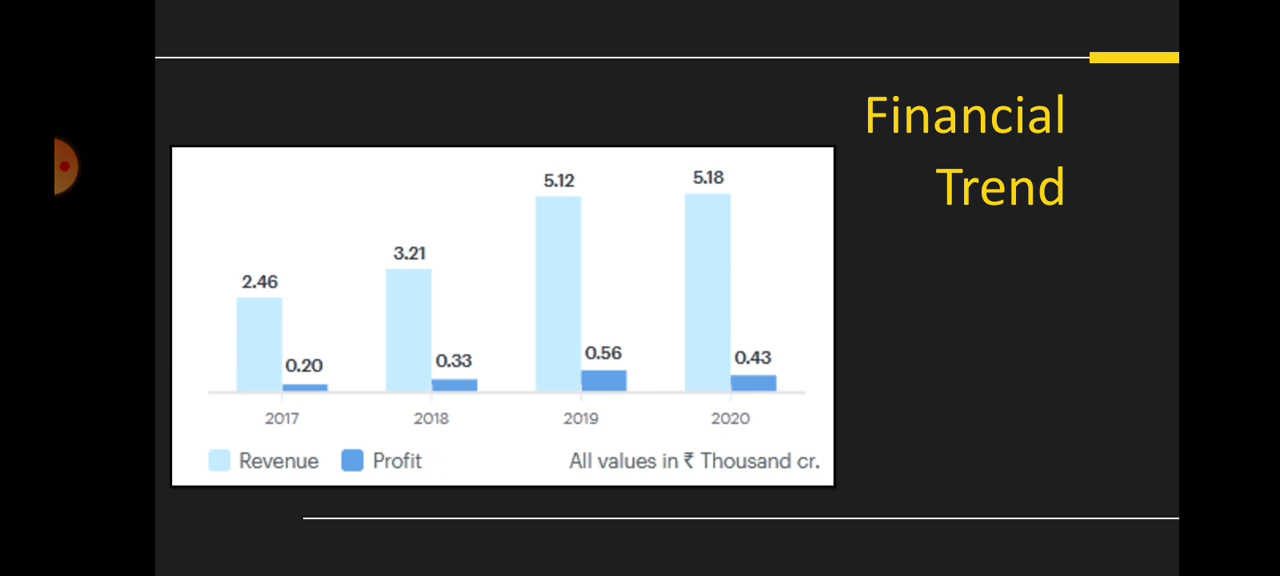 Financial
Trend
5.12
5.18
3.21
2.46
0.20
0.33
0.56
0.43
2017
2018
2019
2020
Revenue
Profit
All values in ₹ Thousand cr.